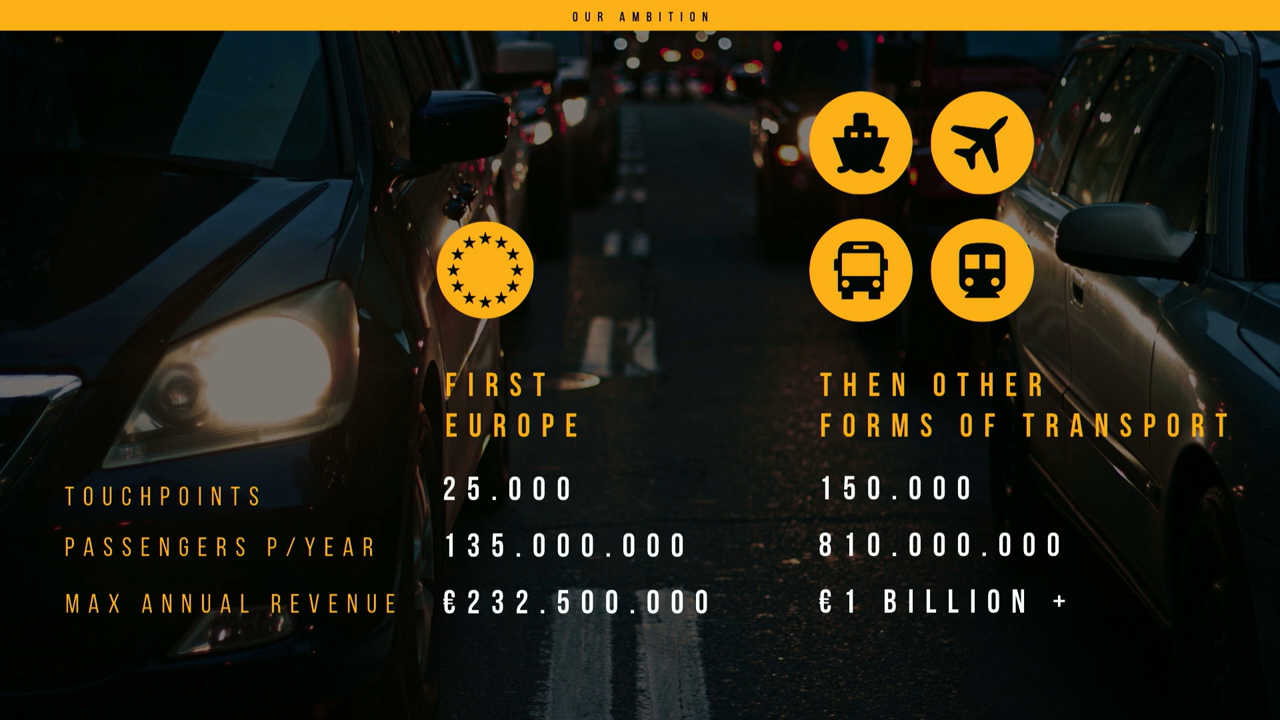 OUR AMBITION
FIRST
EUROPE
THEN OTHER
FORMS OF TRANSPORT
TOUCHPOINTS 25.000 150.000
PASSENGERS P/YEAR 135.000.000 810.000.000
MAX ANNUAL REVENUE €232.500.000 €1 BILLION +